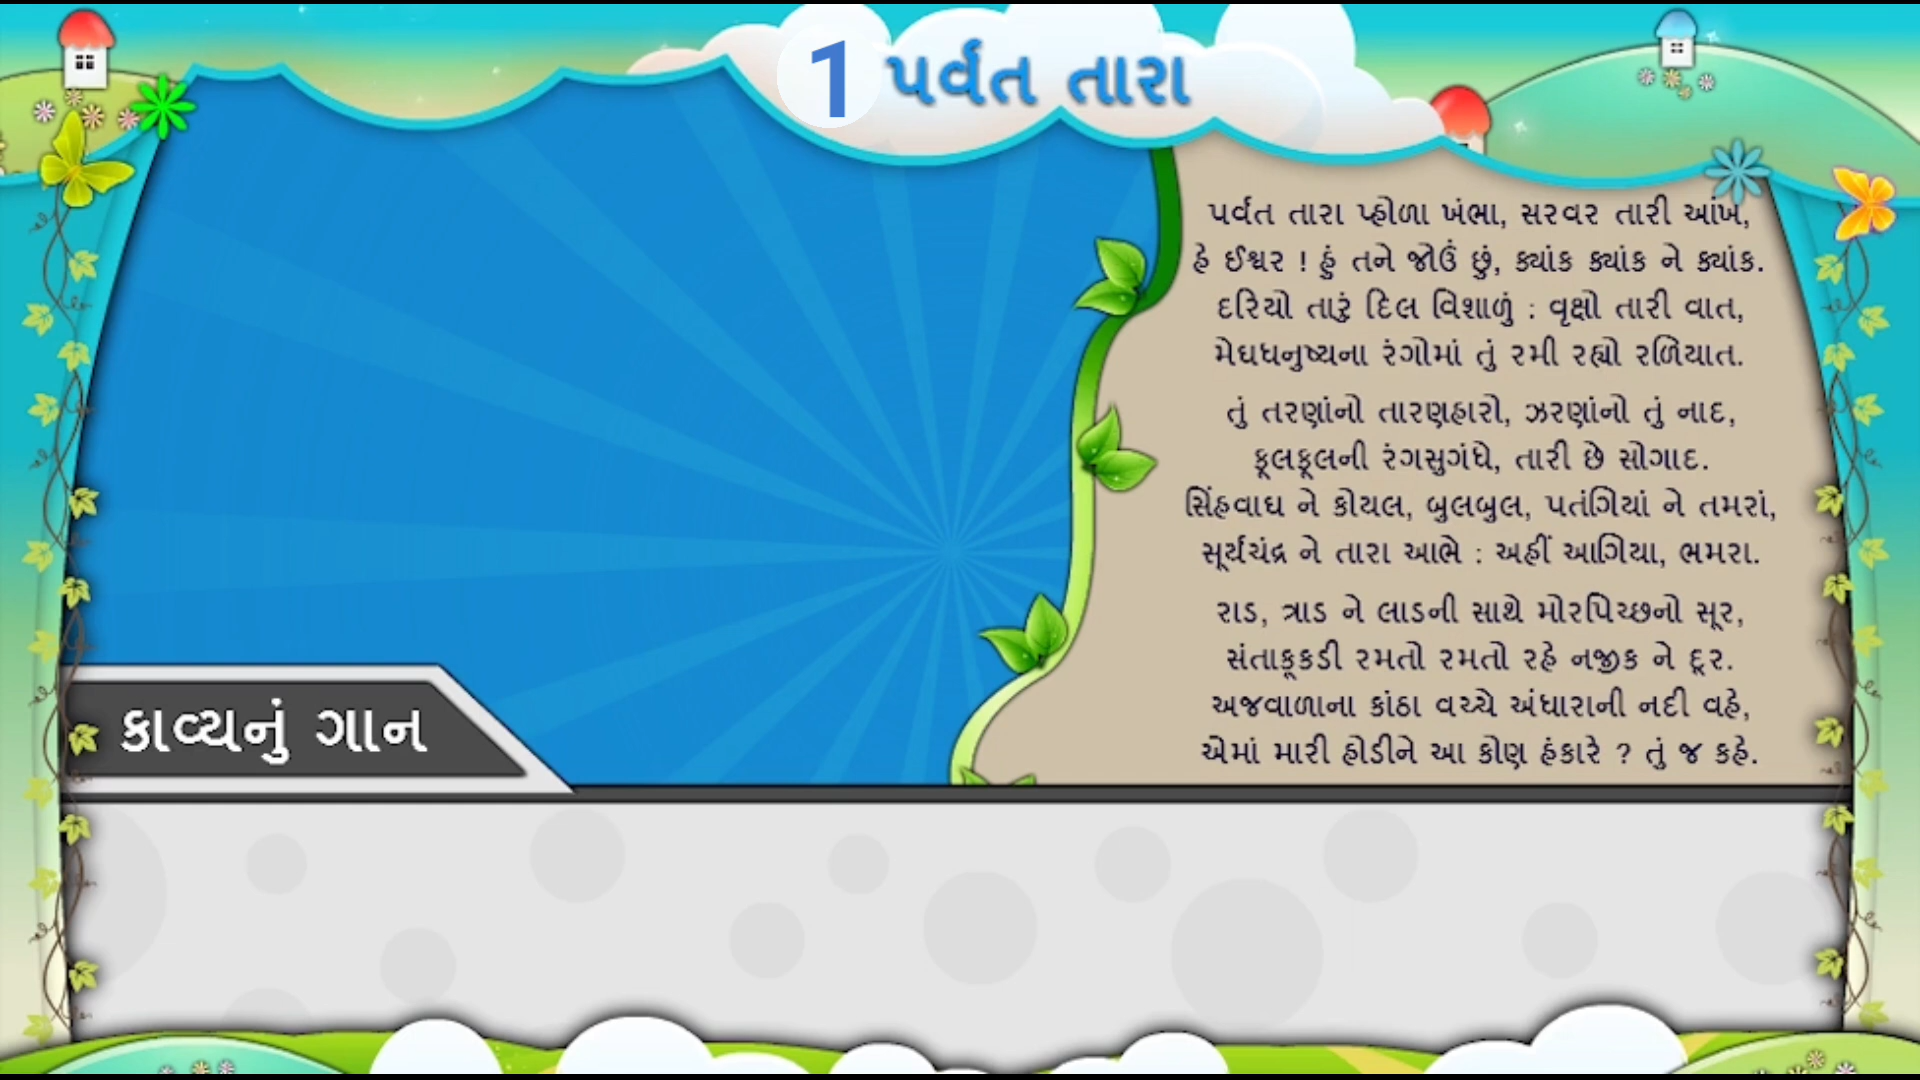 1 પર્વત તારા
પર્વત તારા પ્હોળા ખંભા, સરવર તારી આંખ,
હે ઈશ્વર ! હું તને જોઉં છું, ક્યાંક ક્યાંક ને ક્યાંક.
દરિયો તારું દિલ વિશાળું : વૃક્ષો તારી વાત,
મેઘધનુષ્યના રંગોમાં તું રમી રહ્યો રળિયાત.
તું તરણાંનો તારણહારો, ઝરણાંનો તું નાદ,
ફૂલફૂલની રંગસુગંધે, તારી છે સોગાદ.
સિંહવાઘ ને કોયલ, બુલબુલ, પતંગિયાં ને તમરાં,
સૂર્યચંદ્ર ને તારા આભે : અહીં આગિયા, ભમરા.
રાડ, ત્રાડ ને લાડની સાથે મોરપિચ્છનો સૂર,
સંતાકૂકડી રમતો રમતો રહે નજીક ને દૂર.
અજવાળાના કાંઠા વચ્ચે અંધારાની નદી વહે,
એમાં મારી હોડીને આ કોણ હંકારે ? તું જ કહે.
કાવ્યનું ગાન